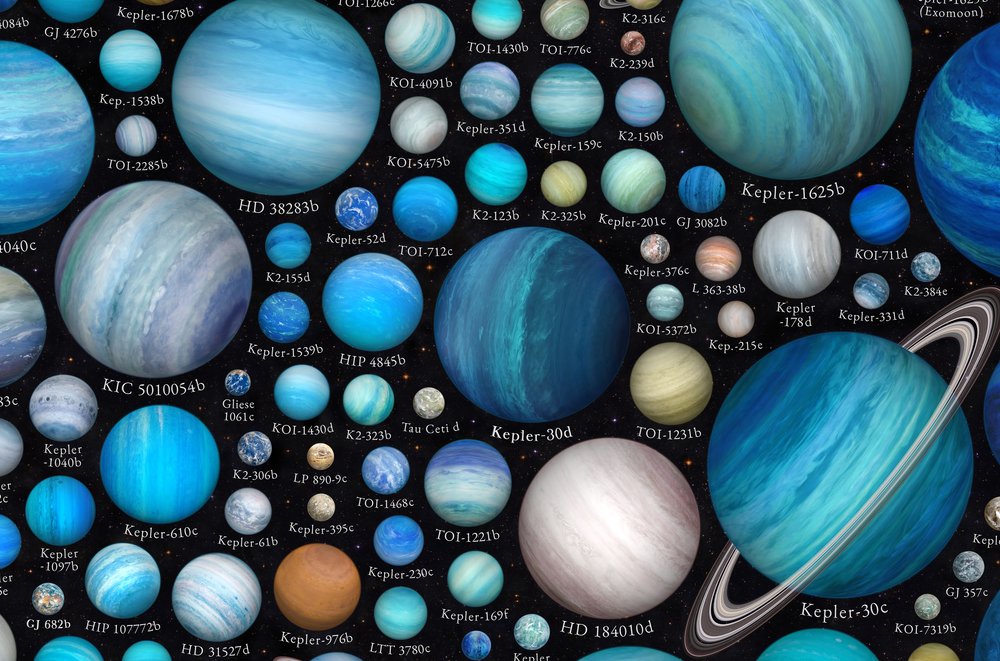 4084b
GJ 4276b
Kepler-1678b
TOI-1266c
TOI-1430b
TOI-776c
K2-316c
(Exomoon)
Kep.-1538b
KOI-4091b
K2-239d
TOI-2285b
KOI-5475b
Kepler-351d
Kepler-159c
K2-150b
HD 38283b
Kepler-52d
TOI-712c
K2-123b
K2-325b
Kepler-201c
GJ 3082b
Kepler-1625b
4040c
K2-155d
Kepler-376c
L 363-38b
Kepler
-178d
KOI-711d
K2-384e
Kepler-331d
Kepler-1539b
HIP 4845b
KOI-5372b
Kep.-215e
KIC 5010054b
83c
Gliese
1061c
KOI-1430d
K2-323b
Tau Ceti d
Kepler-30d
TOI-1231b
Kepler
-1040b
K2-306b
LP 890-9c
TOI-1468c
Kepler-610c
Kepler-61b
Kepler-395c
TOI-1221b
Kepler
-1097b
Kepler-230c
GJ 682b
HIP 107772b
HD 31527d
Kepler-976b
LTT 3780c
Kepler-169f
HD 184010d
Kepler-30c
GJ 357c
KOI-7319b
Kepler